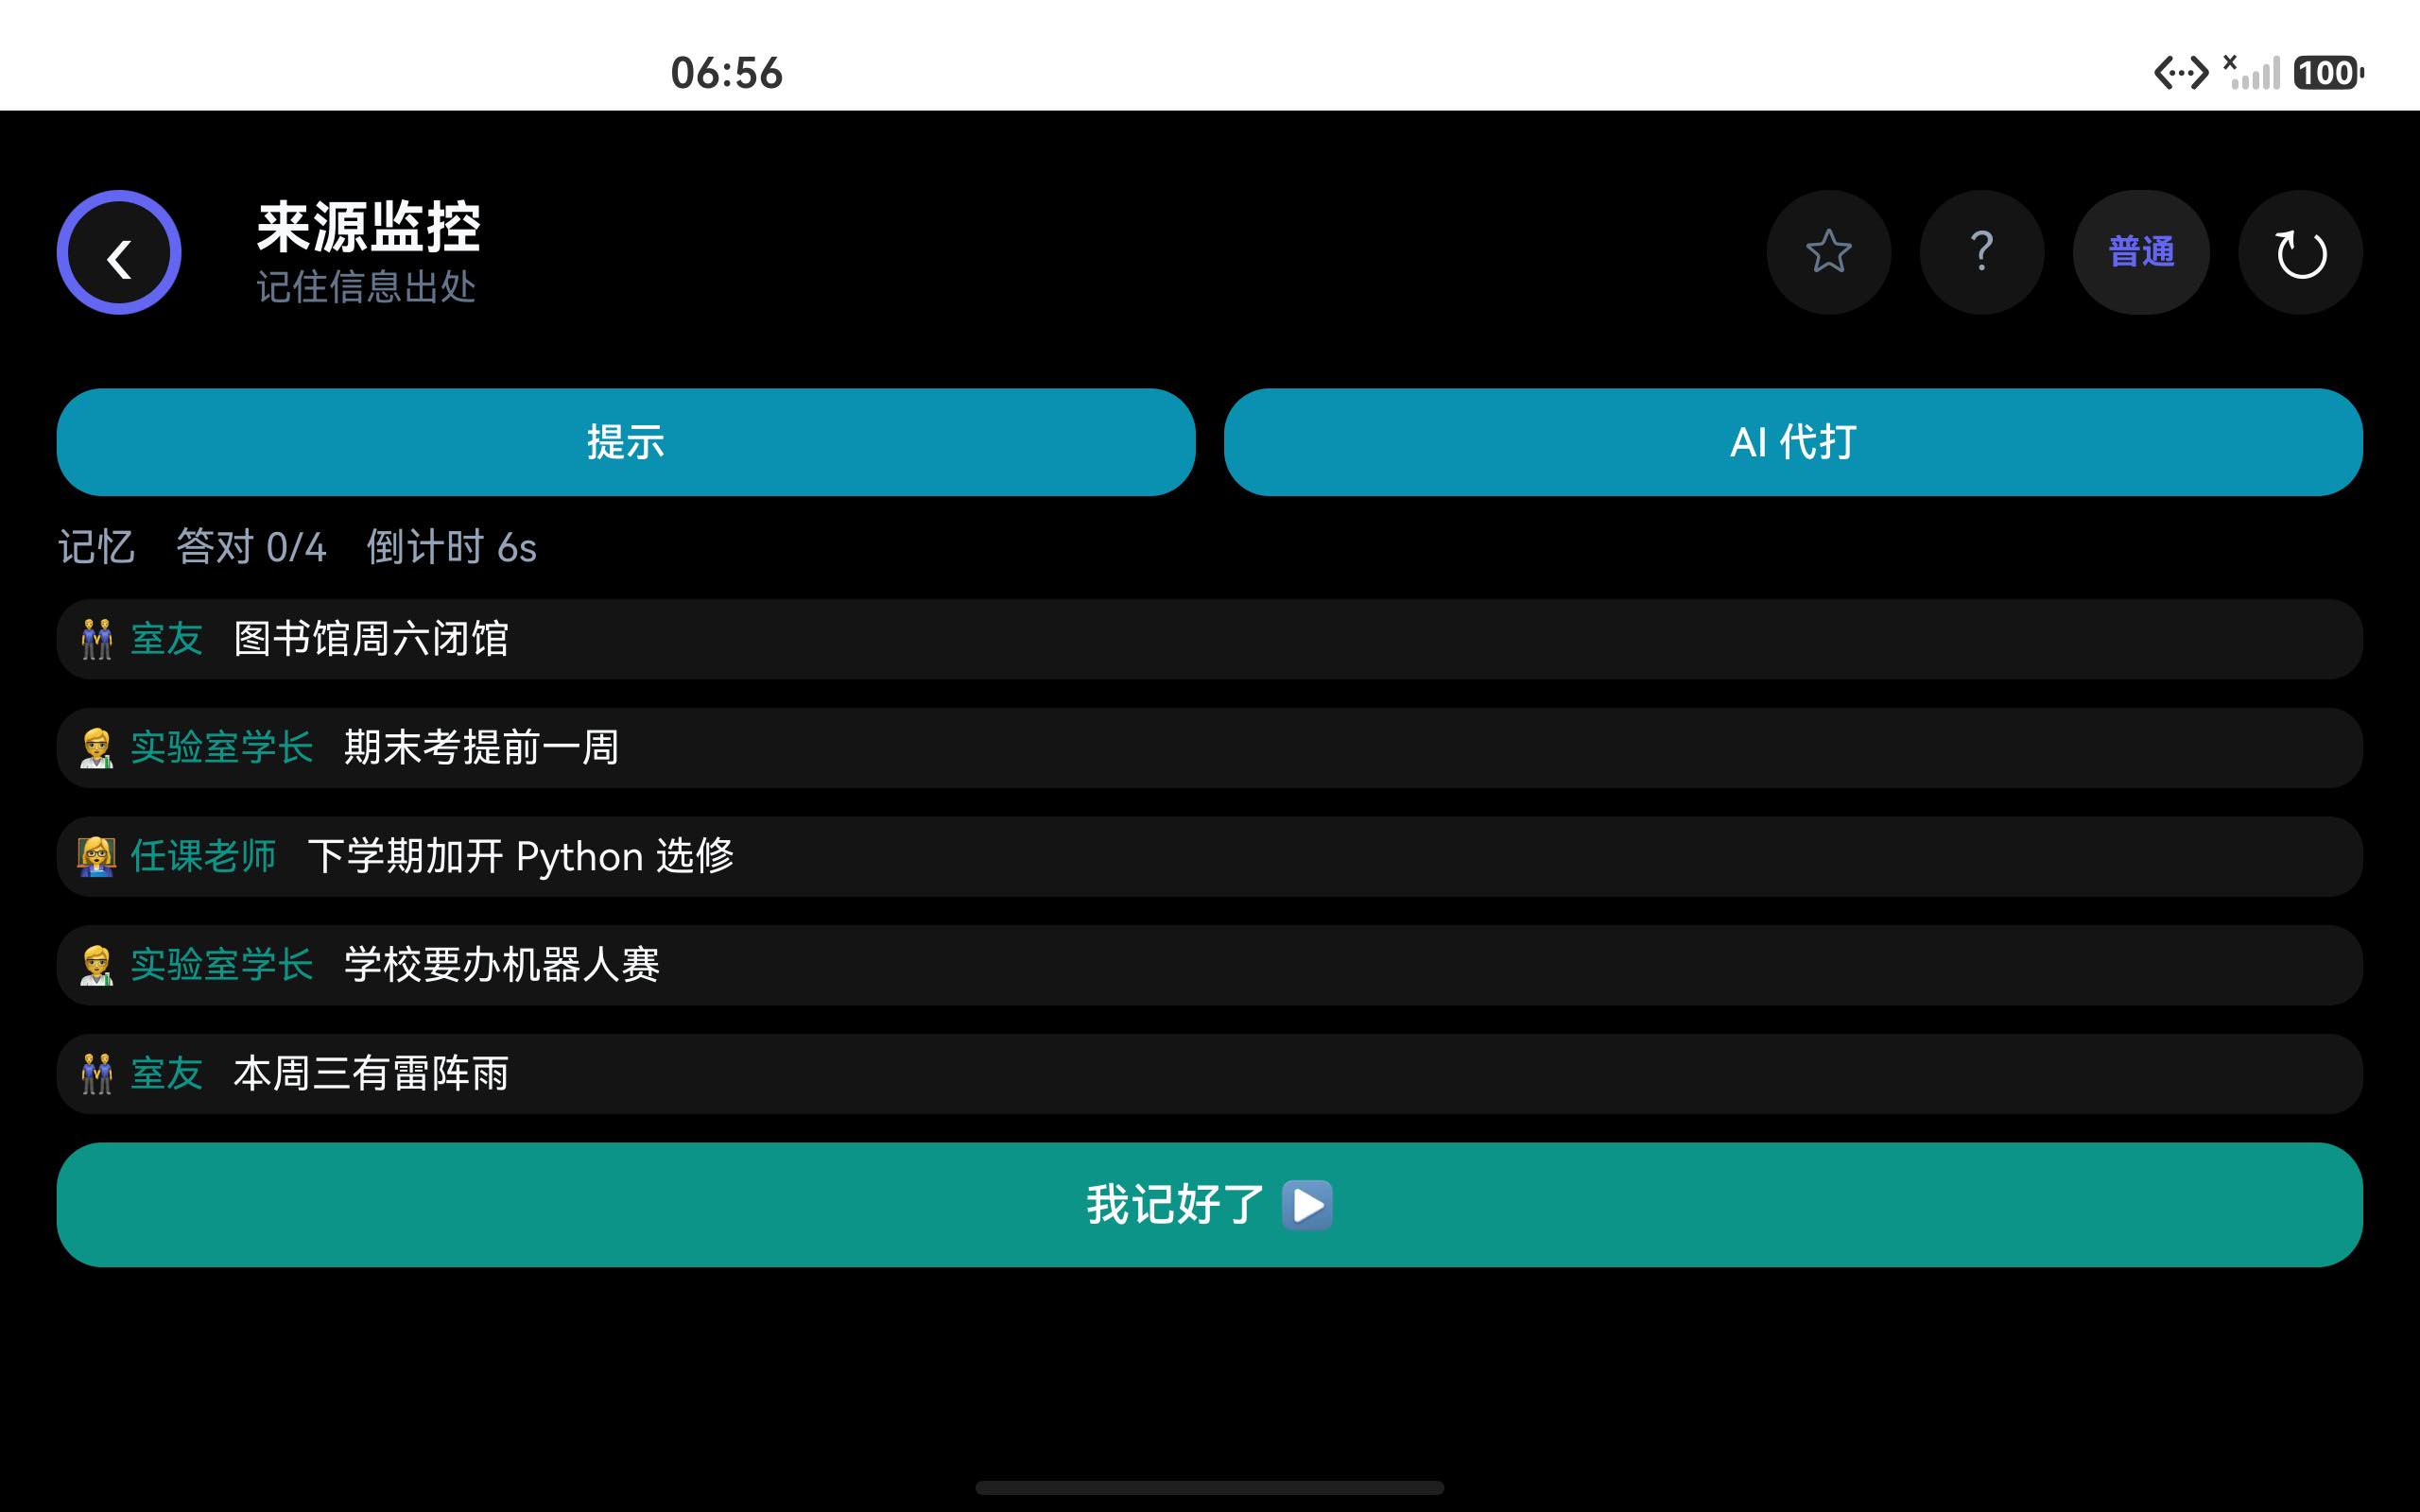 06:56
100
来源监控
记住信息出处
?
普通
提示
AI 代打
记忆 答对 0/4 倒计时 6s
室友 图书馆周六闭馆
实验室学长 期末考提前一周
任课老师 下学期加开 Python 选修
实验室学长 学校要办机器人赛
室友 本周三有雷阵雨
我记好了